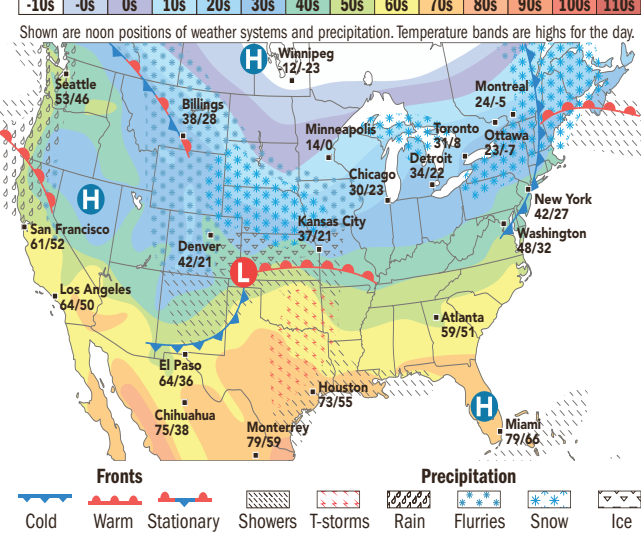 -10s -0s 0s 10s 20s 30s 40s 50s 60s 70s 80s 90s 100s 110s
Shown are noon positions of weather systems and precipitation. Temperature bands are highs for the day.
H
Winnipeg
-12/-23
Seattle
53/46
Billings
38/28
Montreal
24/-5
Minneapolis
14/0
Toronto
31/8
Ottawa
23/-7
Detroit
34/22
Chicago
30/23
H
New York
42/27
San Francisco
61/52
Kansas City
37/21
Washington
48/32
Denver
42/21
L
Los Angeles
64/50
Atlanta
59/51
El Paso
64/36
Houston
73/55
H
Chihuahua
75/38
Monterrey
79/59
Miami
79/66
Fronts
Precipitation
Cold Warm Stationary Showers T-storms Rain Flurries Snow Ice